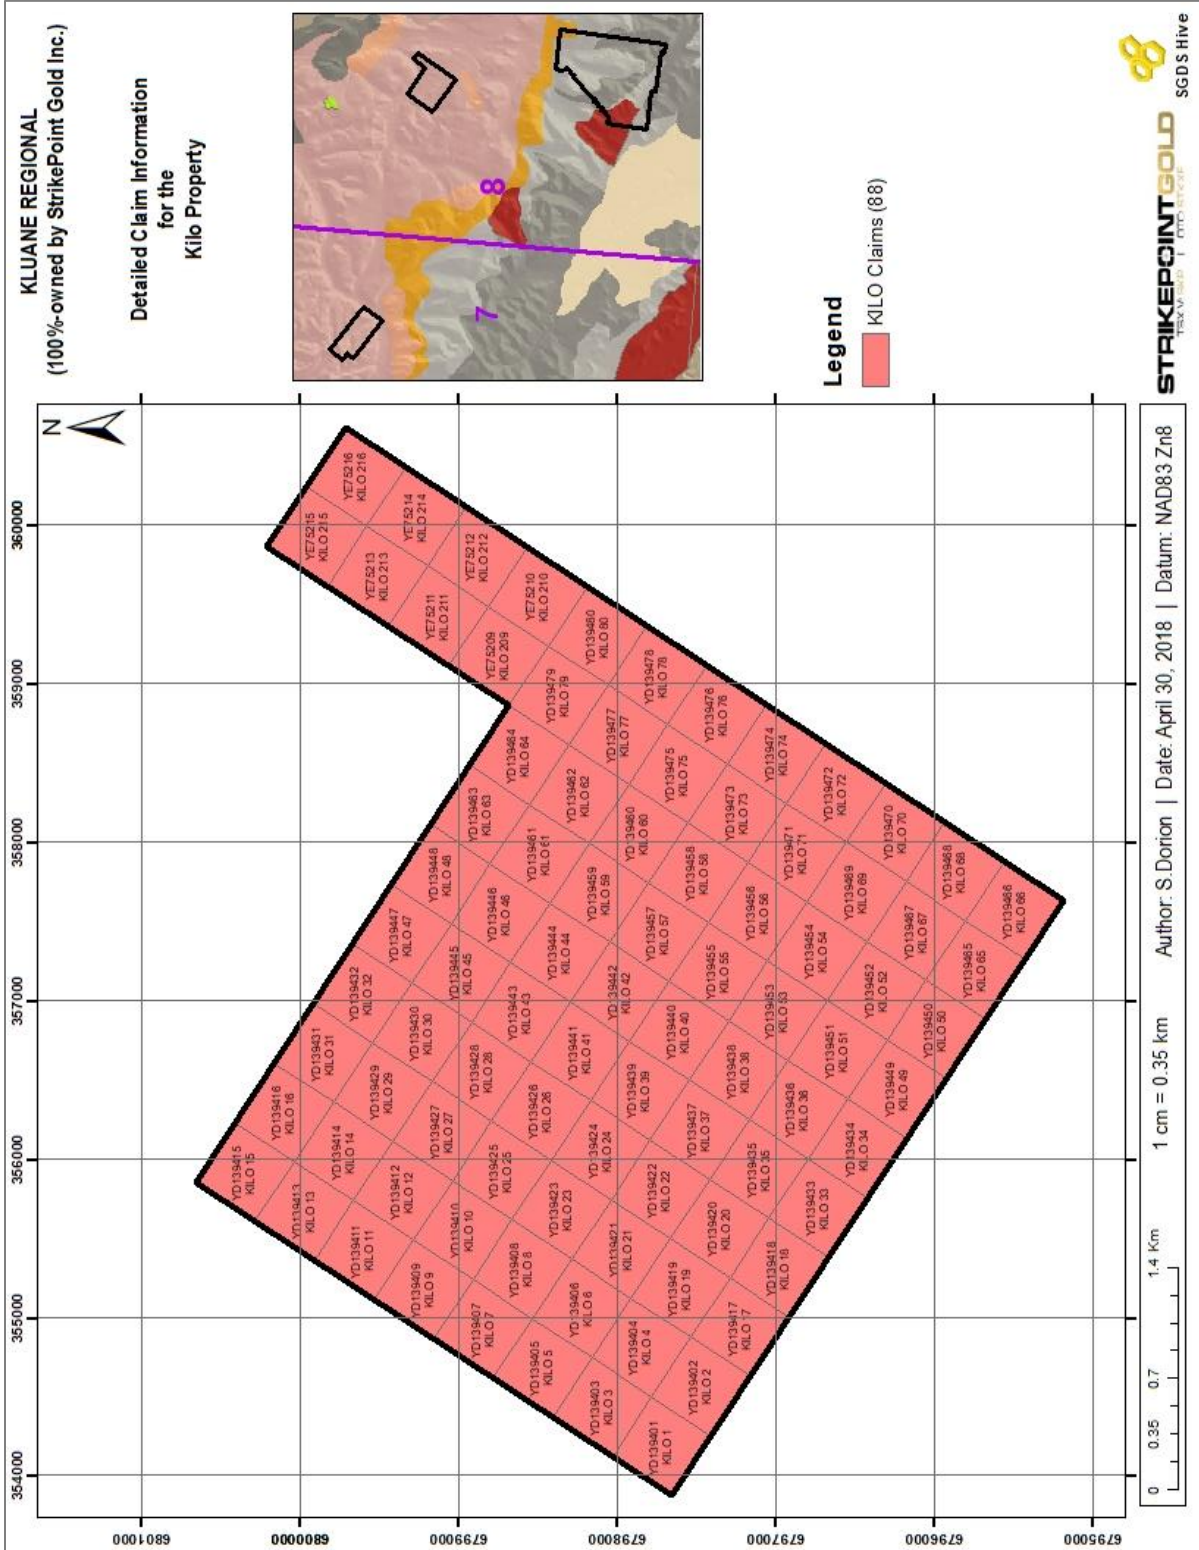 KLUANE REGIONAL
(100%-owned by StrikePoint Gold Inc.)
Detailed Claim Information
for the
Kilo Property
7
8
Legend
KILO Claims (88)
STRIKEPOINTGOLD
SGDS Hive
N
354000
355000
356000
357000
358000
359000
360000
6801000
6800000
6799000
6798000
6797000
6796000
6795000
YD139401
KILO 1
YD139402
KILO 2
YD139403
KILO 3
YD139404
KILO 4
YD139405
KILO 5
YD139406
KILO 6
YD139407
KILO 7
YD139408
KILO 8
YD139409
KILO 9
YD139410
KILO 10
YD139411
KILO 11
YD139412
KILO 12
YD139413
KILO 13
YD139414
KILO 14
YD139415
KILO 15
YD139416
KILO 16
YD139417
KILO 17
YD139418
KILO 18
YD139419
KILO 19
YD139420
KILO 20
YD139421
KILO 21
YD139422
KILO 22
YD139423
KILO 23
YD139424
KILO 24
YD139425
KILO 25
YD139426
KILO 26
YD139427
KILO 27
YD139428
KILO 28
YD139429
KILO 29
YD139430
KILO 30
YD139431
KILO 31
YD139432
KILO 32
YD139433
KILO 33
YD139434
KILO 34
YD139435
KILO 35
YD139436
KILO 36
YD139437
KILO 37
YD139438
KILO 38
YD139439
KILO 39
YD139440
KILO 40
YD139441
KILO 41
YD139442
KILO 42
YD139443
KILO 43
YD139444
KILO 44
YD139445
KILO 45
YD139446
KILO 46
YD139447
KILO 47
YD139448
KILO 48
YD139449
KILO 49
YD139450
KILO 50
YD139451
KILO 51
YD139452
KILO 52
YD139453
KILO 53
YD139454
KILO 54
YD139455
KILO 55
YD139456
KILO 56
YD139457
KILO 57
YD139458
KILO 58
YD139459
KILO 59
YD139460
KILO 60
YD139461
KILO 61
YD139462
KILO 62
YD139463
KILO 63
YD139464
KILO 64
YD139465
KILO 65
YD139466
KILO 66
YD139467
KILO 67
YD139468
KILO 68
YD139469
KILO 69
YD139470
KILO 70
YD139471
KILO 71
YD139472
KILO 72
YD139473
KILO 73
YD139474
KILO 74
YD139475
KILO 75
YD139476
KILO 76
YD139477
KILO 77
YD139478
KILO 78
YD139479
KILO 79
YD139480
KILO 80
YE75209
KILO 209
YE75210
KILO 210
YE75211
KILO 211
YE75212
KILO 212
YE75213
KILO 213
YE75214
KILO 214
YE75215
KILO 215
YE75216
KILO 216
0 0.35 0.7 1.4 Km
1 cm = 0.35 km
Author: S.Dorion | Date: April 30, 2018 | Datum: NAD83 Zn8